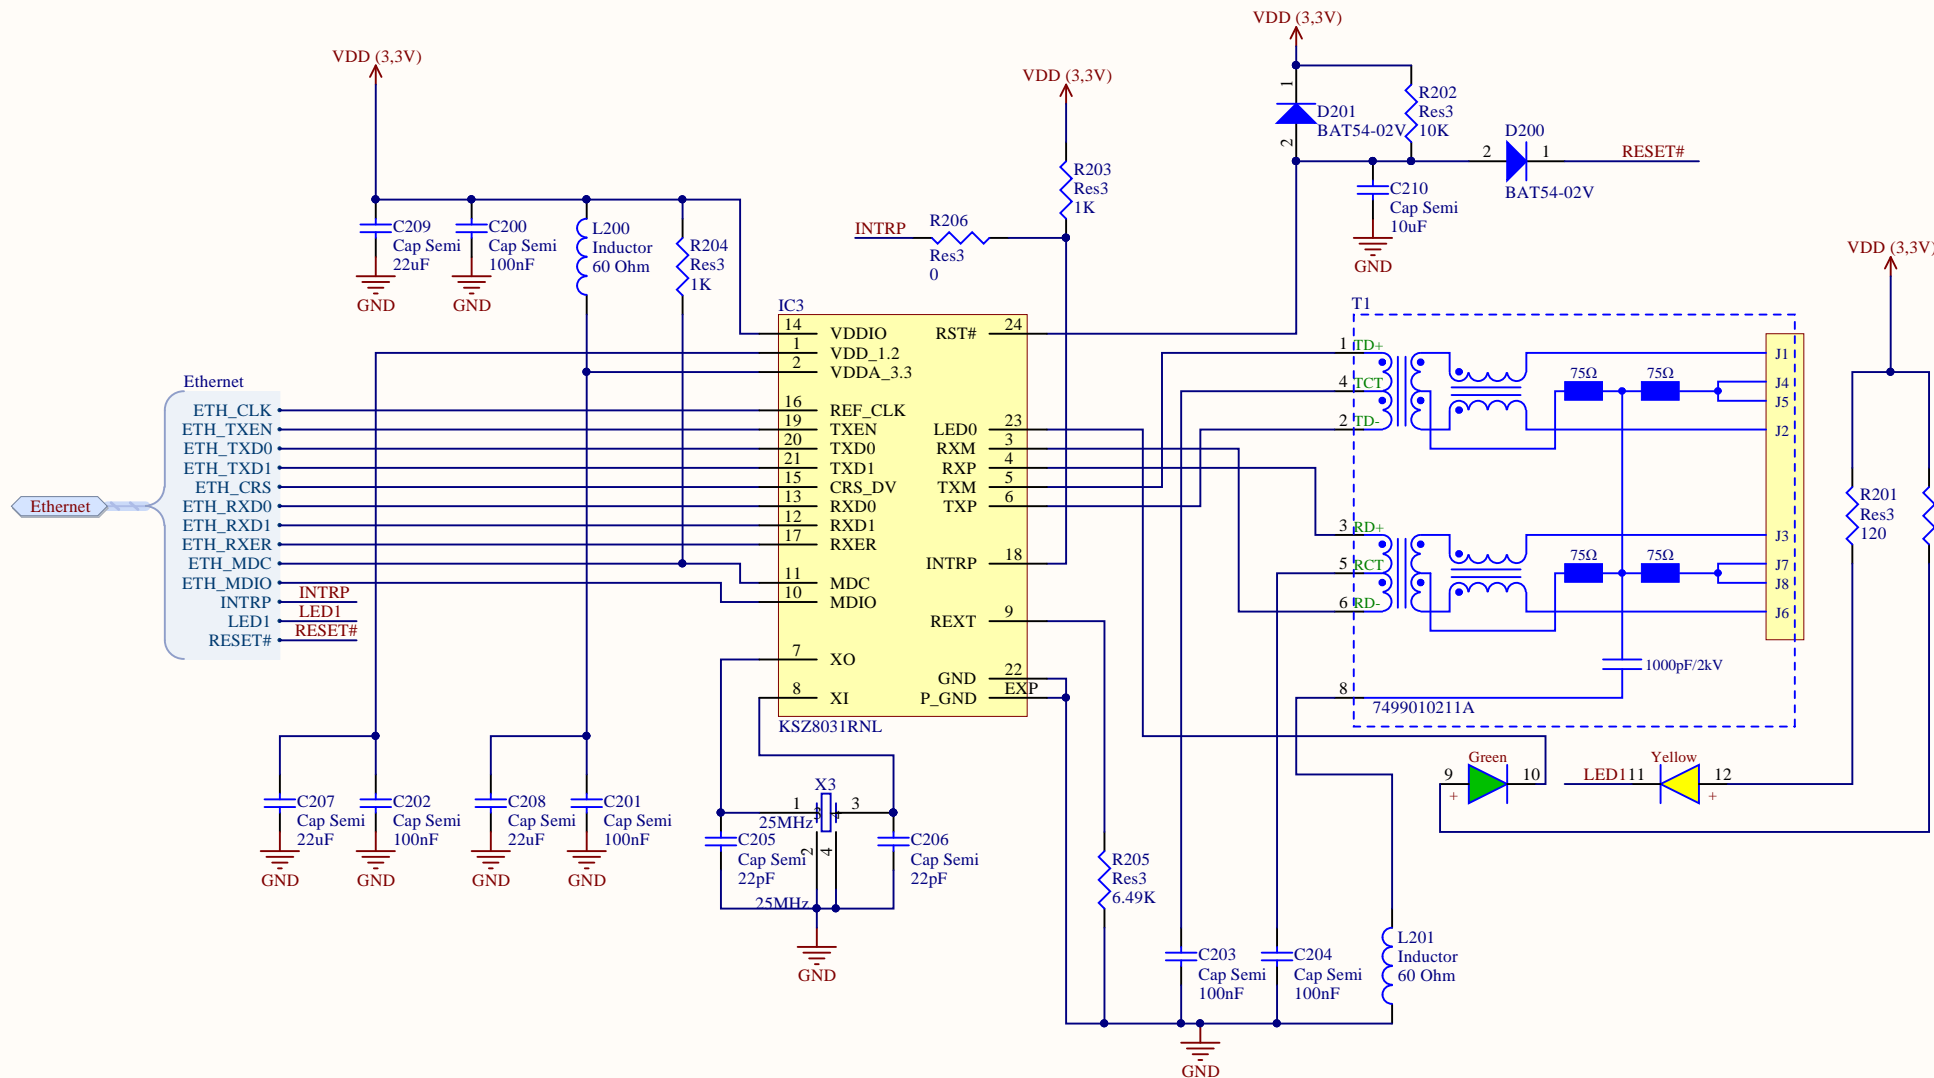 VDD (3,3V)
VDD (3,3V)
VDD (3,3V)
VDD (3,3V)
C209
Cap Semi
22uF
GND
C200
Cap Semi
100nF
GND
L200
Inductor
60 Ohm
R204
Res3
1K
INTRP
R206
Res3
0
R203
Res3
1K
1
2
D201
BAT54-02V
R202
Res3
10K
D200
2
1
BAT54-02V
RESET#
C210
Cap Semi
10uF
GND
Ethernet
Ethernet
ETH_CLK
ETH_TXEN
ETH_TXD0
ETH_TXD1
ETH_CRS
ETH_RXD0
ETH_RXD1
ETH_RXER
ETH_MDC
ETH_MDIO
INTRP
LED1
RESET#
INTRP
LED1
RESET#
IC3
14 VDDIO
1 VDD_1.2
2 VDDA_3.3
16 REF_CLK
19 TXEN
20 TXD0
21 TXD1
15 CRS_DV
13 RXD0
12 RXD1
17 RXER
11 MDC
10 MDIO
7 XO
8 XI
RST# 24
LED0 23
RXM 3
RXP 4
TXM 5
TXP 6
INTRP 18
REXT 9
GND 22
P_GND EXP
KSZ8031RNL
T1
1 TD+
4 TCT
2 TD-
3 RD+
5 RCT
6 RD-
8
75Ω
75Ω
75Ω
75Ω
J1
J4
J5
J2
J3
J7
J8
J6
1000pF/2kV
7499010211A
R201
Res3
120
Green
9
10
+
LED1
11
Yellow
12
+
C207
Cap Semi
22uF
GND
C202
Cap Semi
100nF
GND
C208
Cap Semi
22uF
GND
C201
Cap Semi
100nF
GND
X3
1
3
25MHz
2
4
C205
Cap Semi
22pF
25MHz
C206
Cap Semi
22pF
GND
R205
Res3
6.49K
C203
Cap Semi
100nF
C204
Cap Semi
100nF
L201
Inductor
60 Ohm
GND